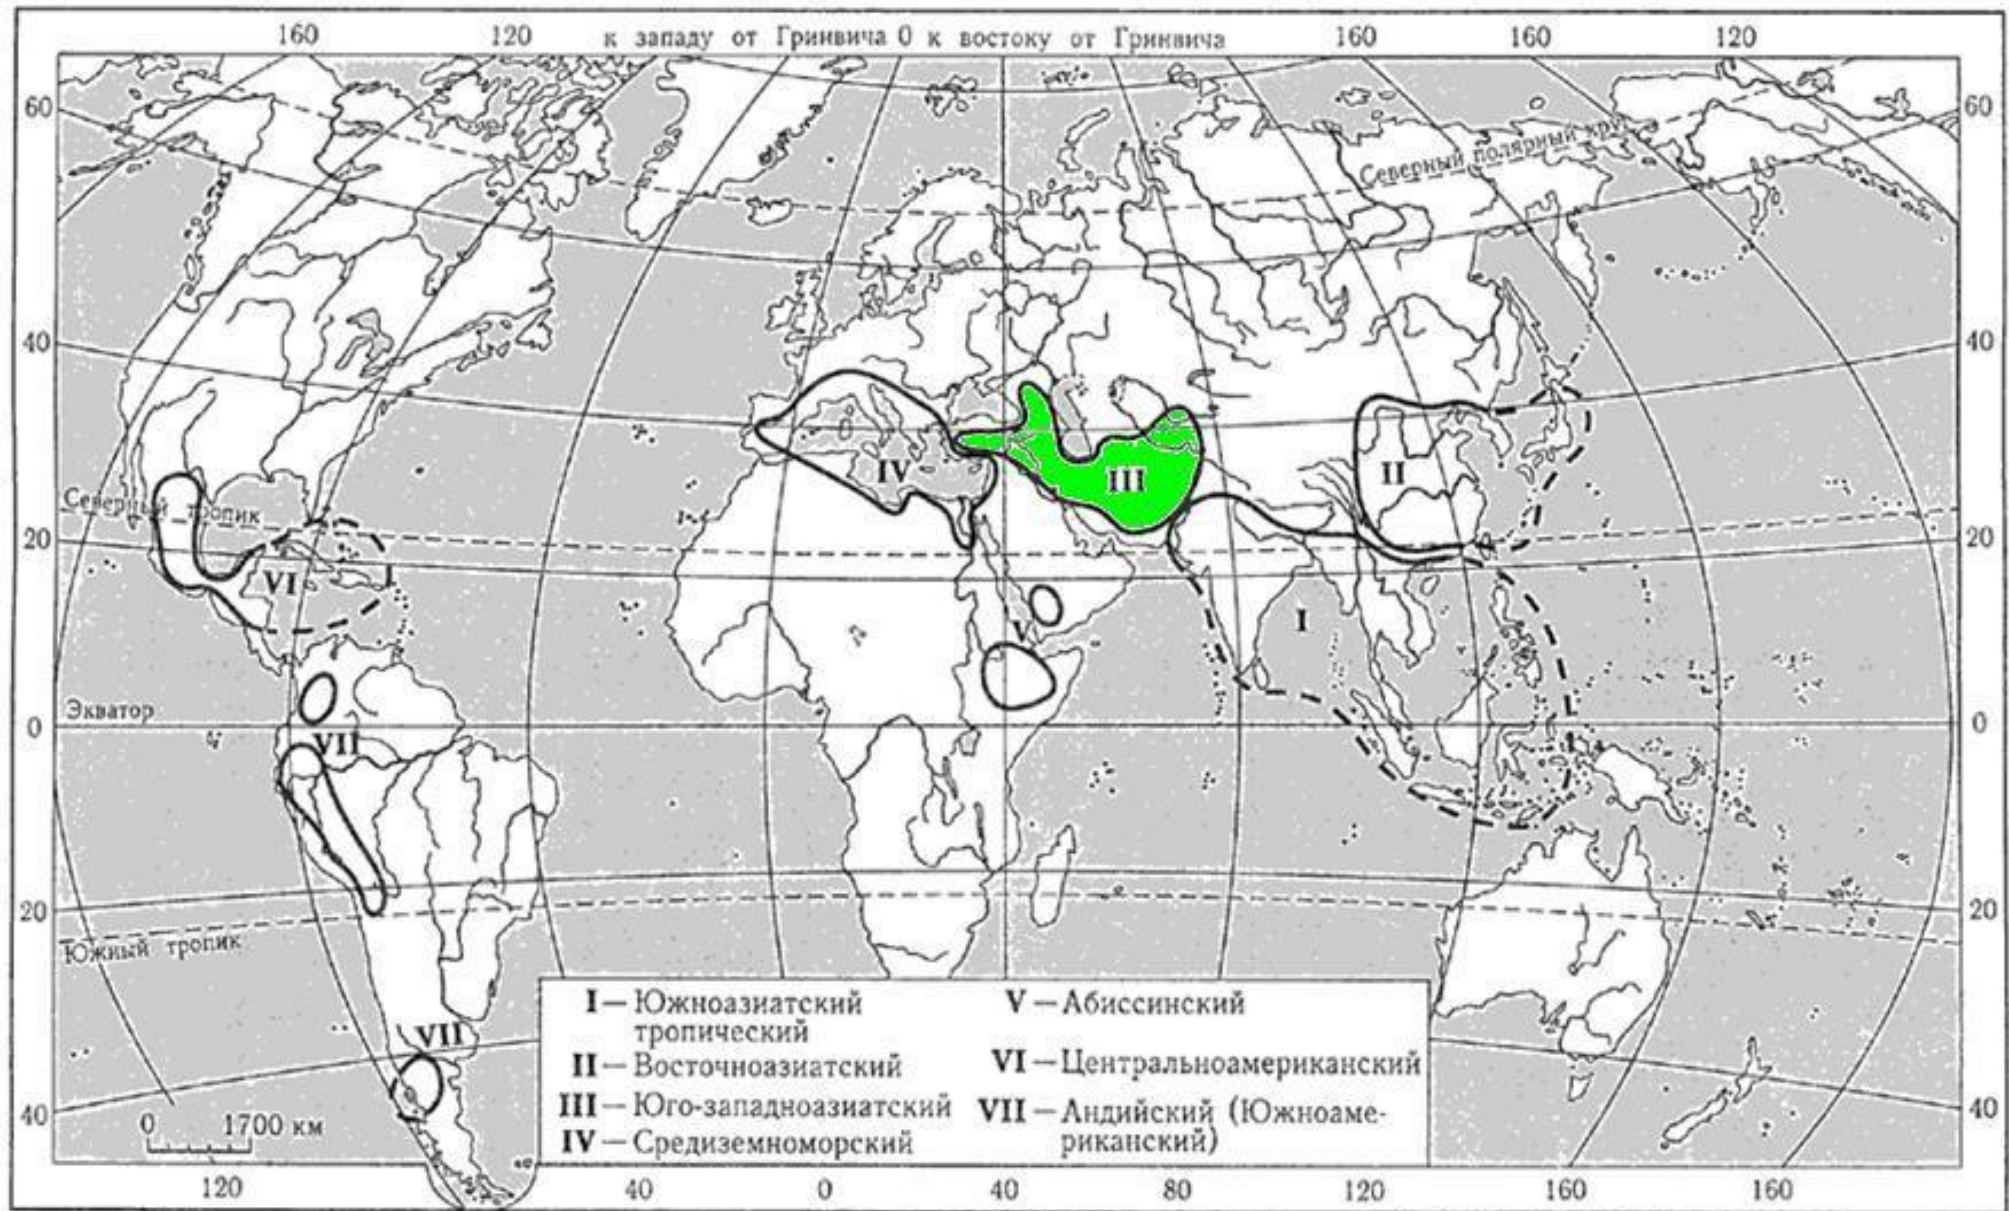 160 120 к западу от Гринвича 0 к востоку от Гринвича 160 160 120
60 60
Северный полярный круг
40 40
IV III II
Северный тропик
20 20
VI
I
V
Экватор
0 0
VII
20 20
Южный тропик
VII
I — Южноазиатский
тропический
II — Восточноазиатский
III — Юго-западноазиатский
IV — Средиземноморский
V — Абиссинский
VI — Центральноамериканский
VII — Андийский (Южноаме-
риканский)
40 40
0 1700 км
120 40 0 40 80 120 160 160